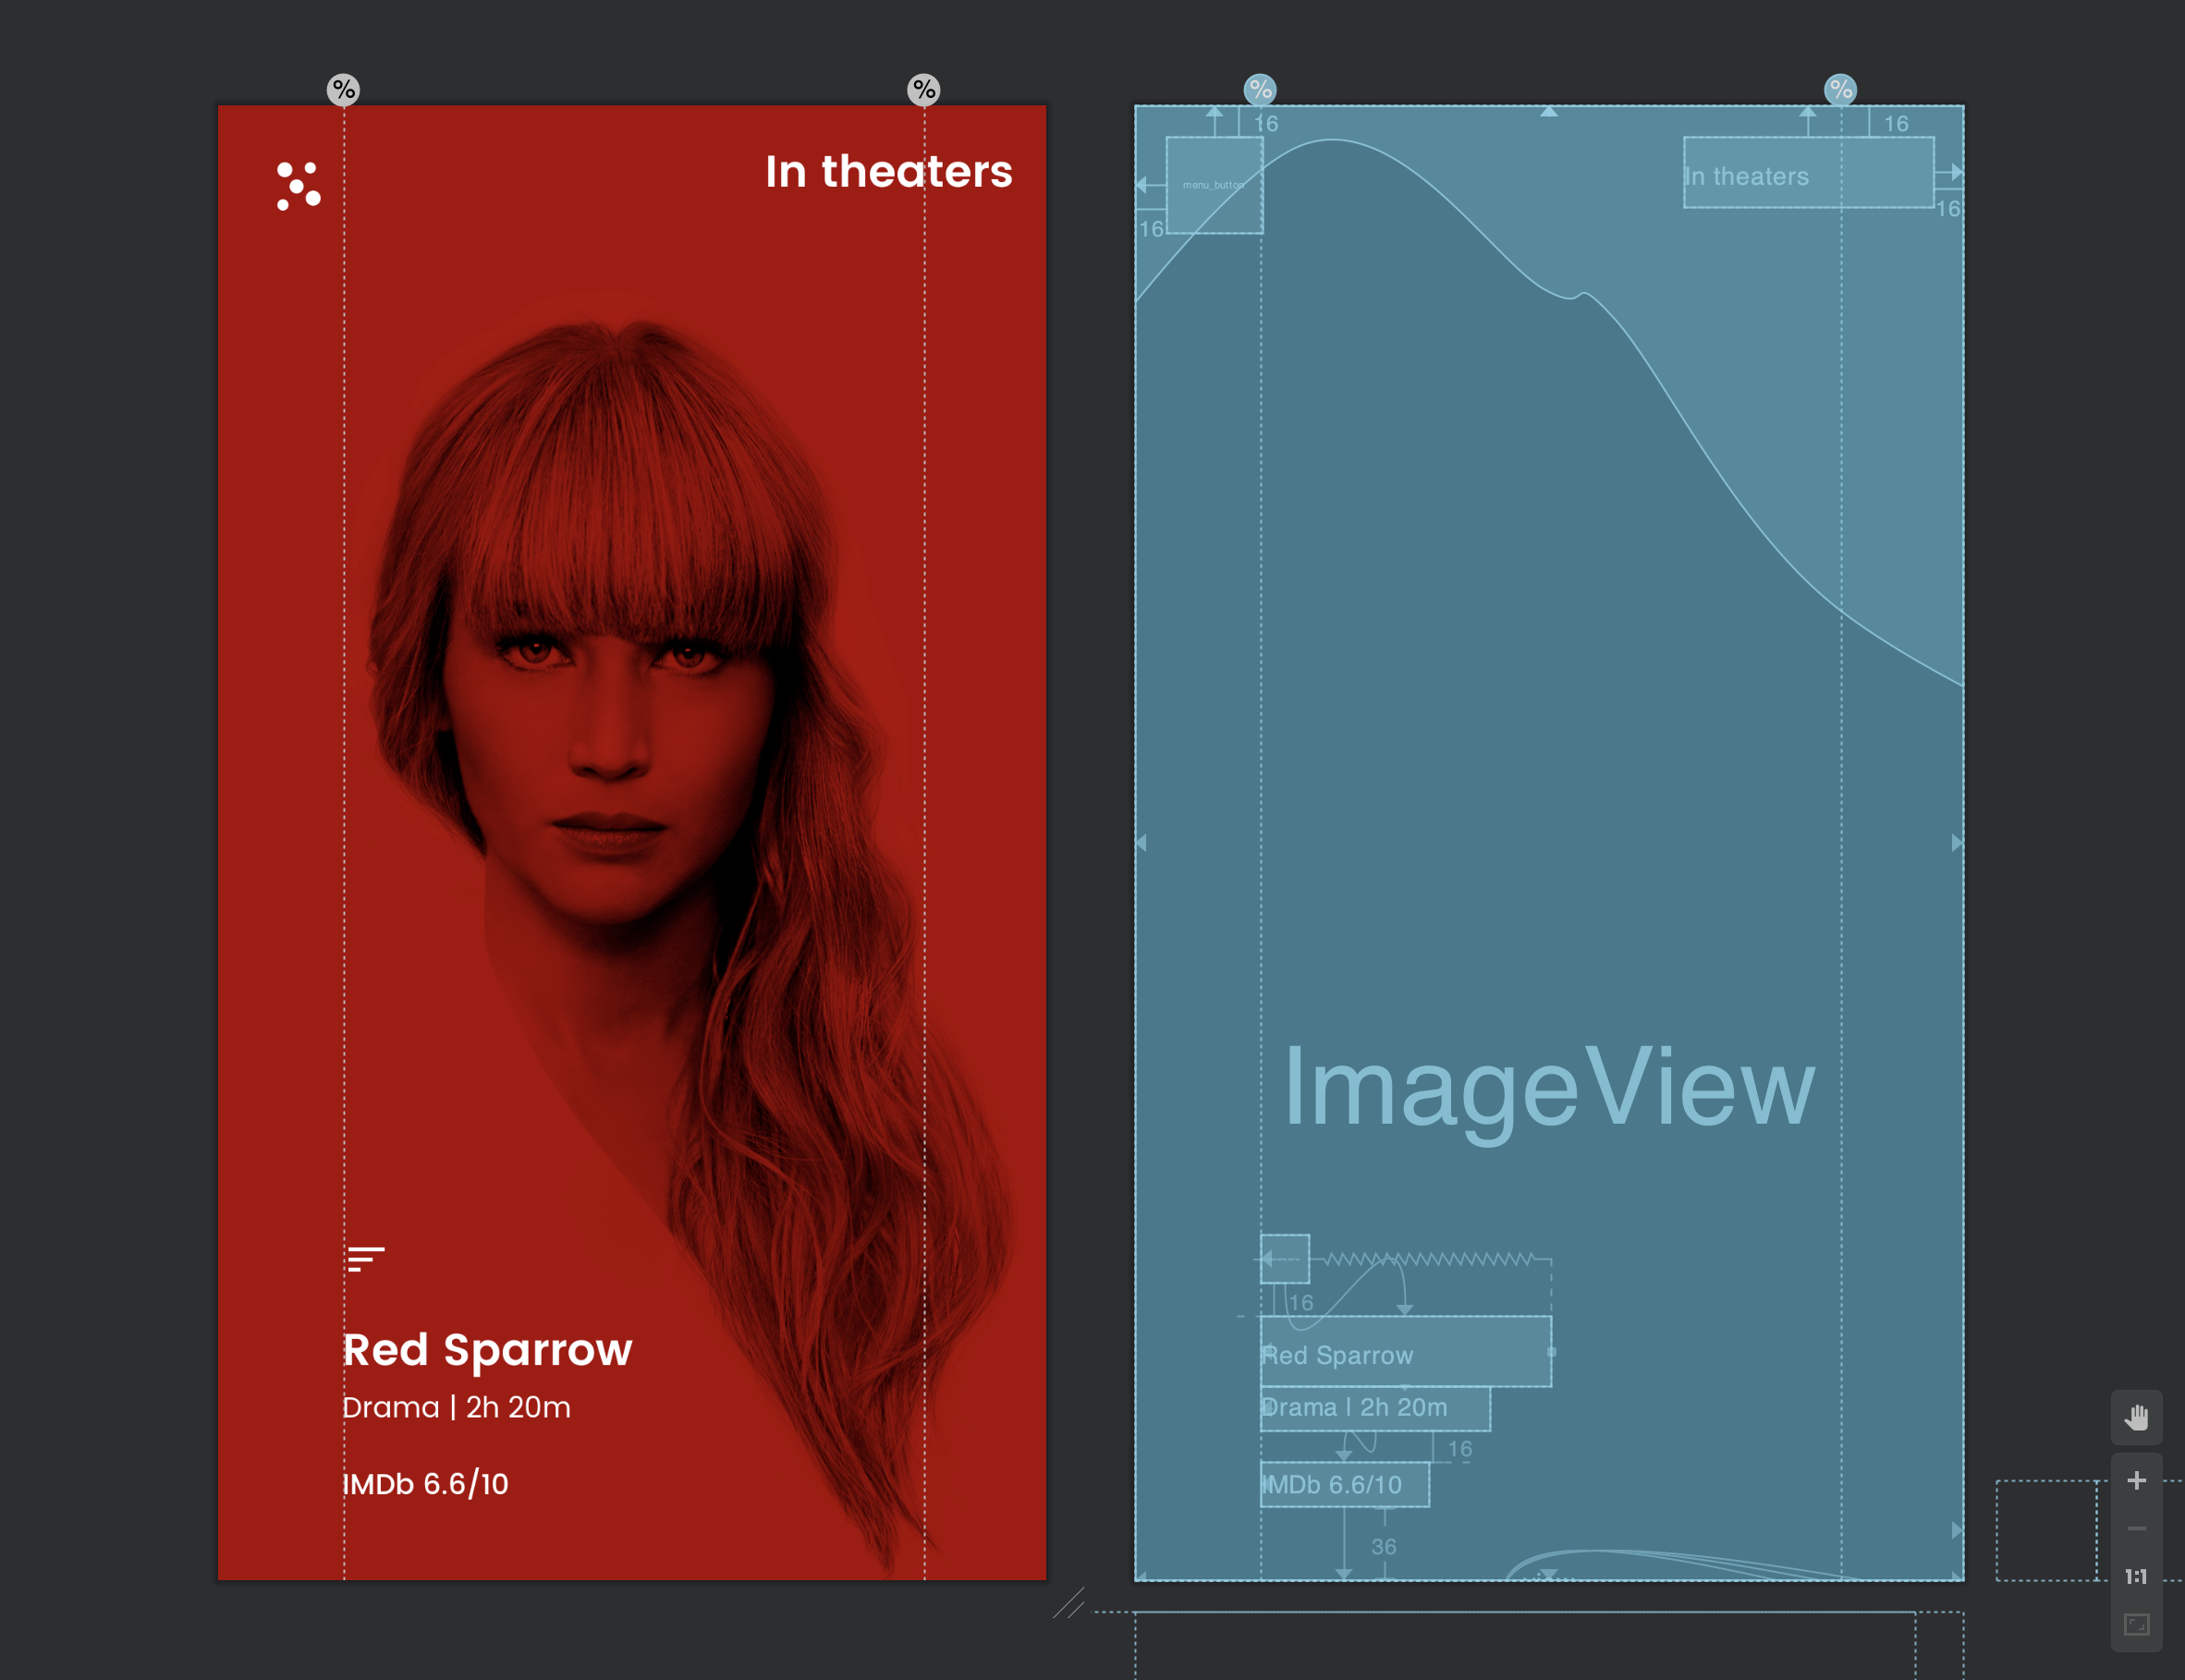 %
%
In theaters
Red Sparrow
Drama | 2h 20m
IMDb 6.6/10
%
%
16
16
menu_button
In theaters
16
16
ImageView
16
Red Sparrow
Drama | 2h 20m
16
IMDb 6.6/10
36
1:1